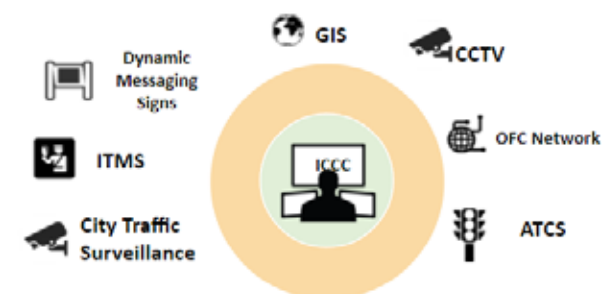 GIS
CCTV
Dynamic
Messaging
Signs
OFC Network
ICCC
ITMS
City Traffic
Surveillance
ATCS